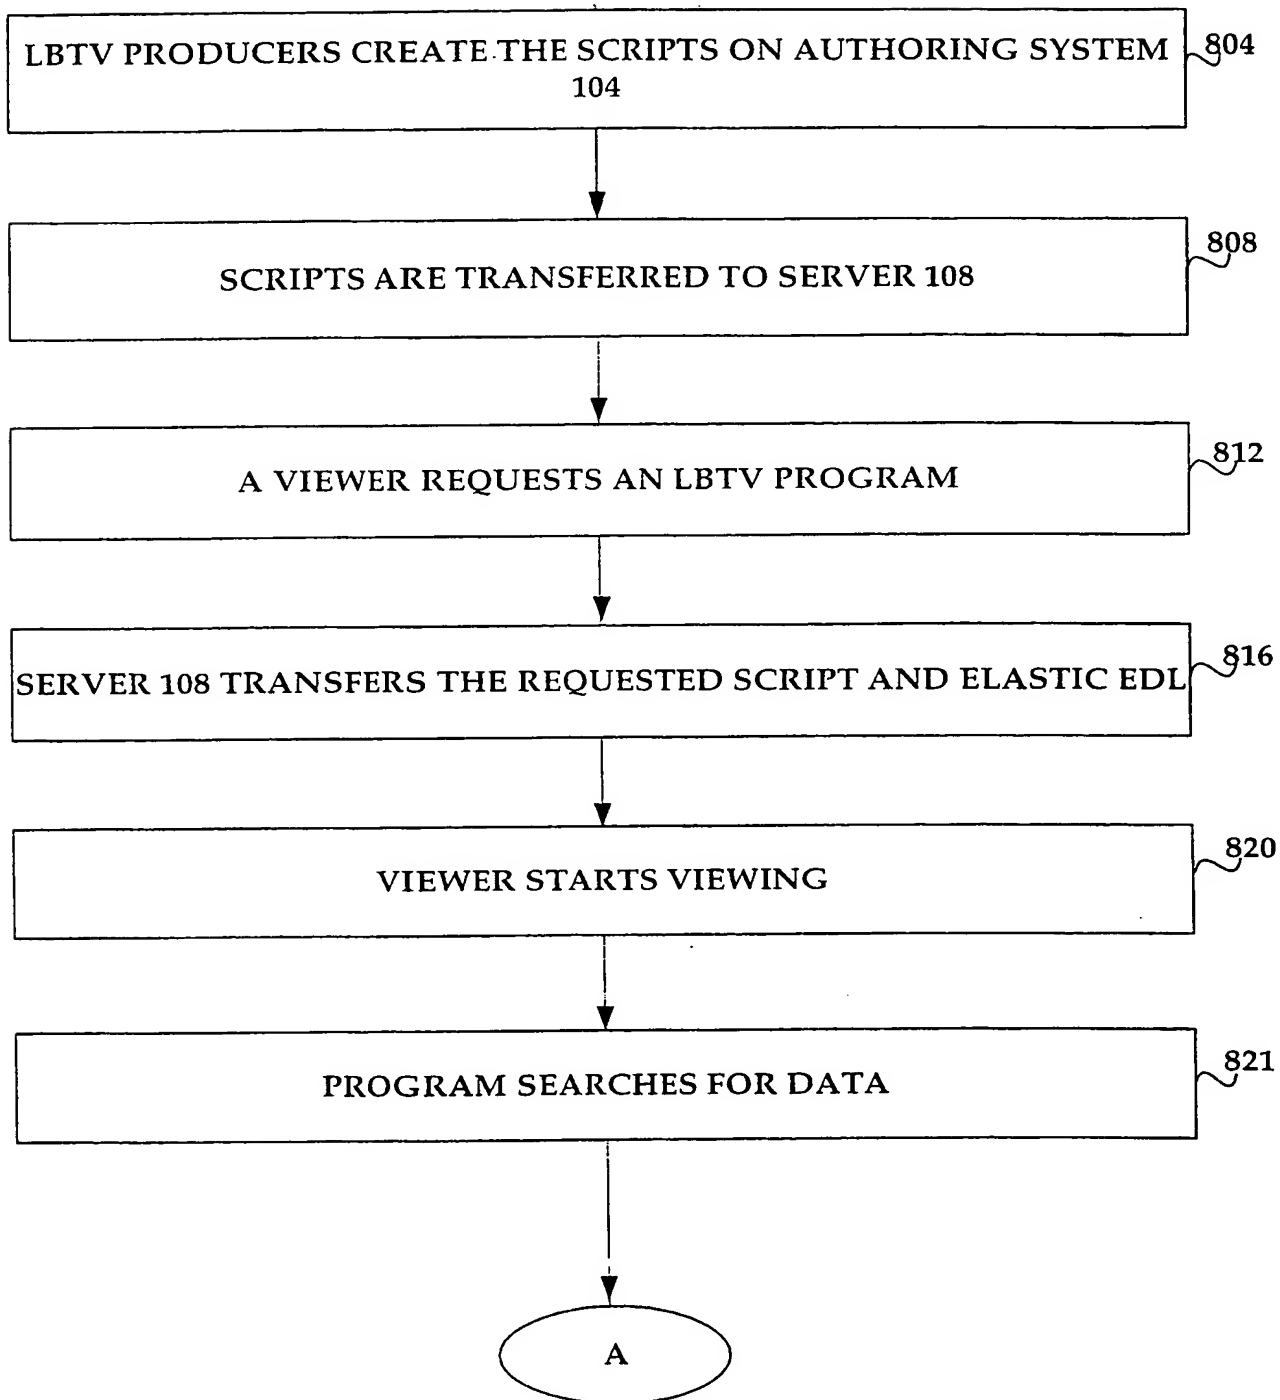 LBTV PRODUCERS CREATE THE SCRIPTS ON AUTHORING SYSTEM
104
804
SCRIPTS ARE TRANSFERRED TO SERVER 108
808
A VIEWER REQUESTS AN LBTV PROGRAM
812
SERVER 108 TRANSFERS THE REQUESTED SCRIPT AND ELASTIC EDL
816
VIEWER STARTS VIEWING
820
PROGRAM SEARCHES FOR DATA
821
A